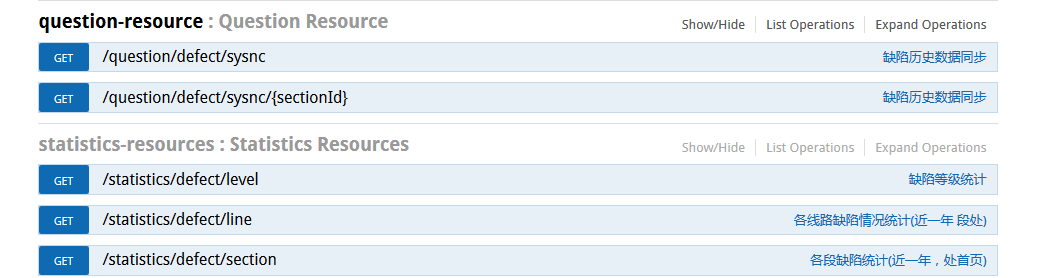 question-resource : Question Resource Show/Hide List Operations Expand Operations
GET /question/defect/sysnc 缺陷历史数据同步
GET /question/defect/sysnc/{sectionId} 缺陷历史数据同步
statistics-resources : Statistics Resources Show/Hide List Operations Expand Operations
GET /statistics/defect/level 缺陷等级统计
GET /statistics/defect/line 各线路缺陷情况统计(近一年 段处)
GET /statistics/defect/section 各段缺陷统计(近一年，处首页)